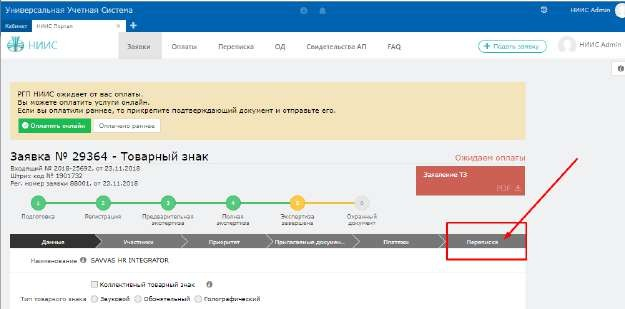 Универсальная Учетная Система
НИИС Admin
Кабинет
НИИС Портал
НИИС
Заявки
Оплаты
Переписка
ОД
Свидетельства АП
FAQ
Подать заявку
НИИС Admin
РГП НИИС ожидает от вас оплаты.
Вы можете оплатить услуги онлайн.
Если вы оплатили раннее, то прикрепите подтверждающий документ и отправьте его.
Оплатить онлайн
Оплачено раннее
Заявка № 29364 - Товарный знак
Ожидаем оплаты
Входящий № 2018-25692, от 23.11.2018
Штрих код № 1901732
Рег. номер заявки 88001, от 23.11.2018
Заявление ТЗ
PDF
1
2
3
4
5
6
Подготовка
Регистрация
Предварительная экспертиза
Полная экспертиза
Экспертиза завершена
Охранный документ
Данные
Участники
Приоритет
Прилагаемые докумен...
Платежи
Переписка
Наименование
SAVVAS HR INTEGRATOR
Коллективный товарный знак
Тип товарного знака
Звуковой
Обонятельный
Голографический